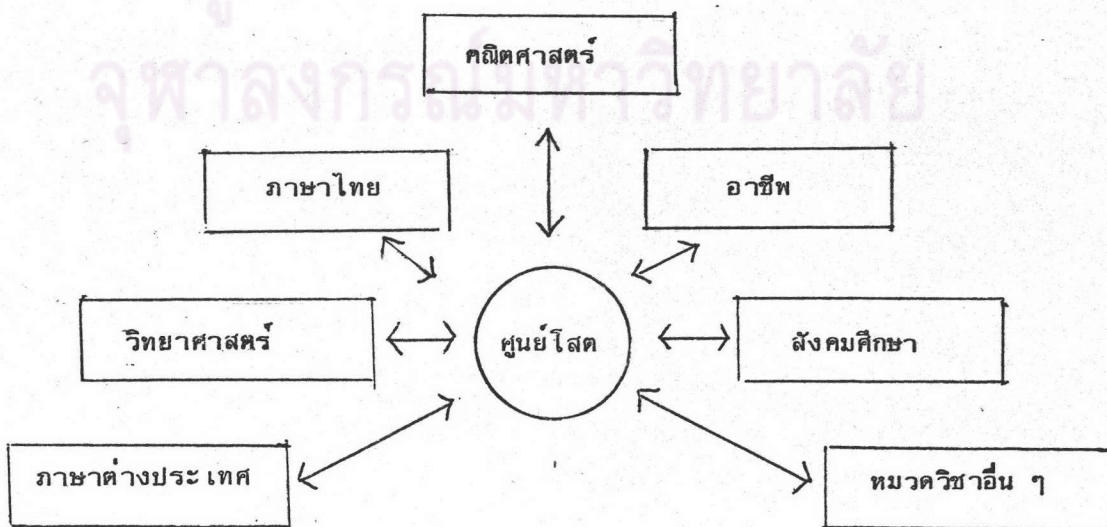 คณิตศาสตร์
จุฬาลงกรณ์มหาวิทยาลัย
ภาษาไทย
อาชีพ
วิทยาศาสตร์
ศูนย์โสต
สังคมศึกษา
ภาษาต่างประเทศ
หมวดวิชาอื่น ๆ